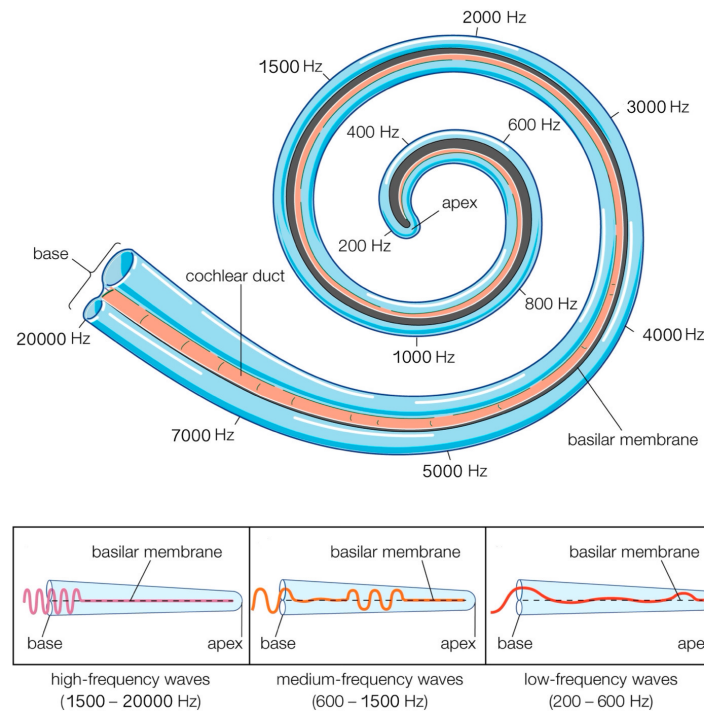 2000 Hz
1500 Hz
3000 Hz
400 Hz
600 Hz
apex
200 Hz
base
cochlear duct
800 Hz
20000 Hz
4000 Hz
1000 Hz
7000 Hz
basilar membrane
5000 Hz
basilar membrane
base
apex
high-frequency waves
(1500 – 20000 Hz)
basilar membrane
base
apex
medium-frequency waves
(600 – 1500 Hz)
basilar membrane
base
ape
low-frequency waves
(200 – 600 Hz)